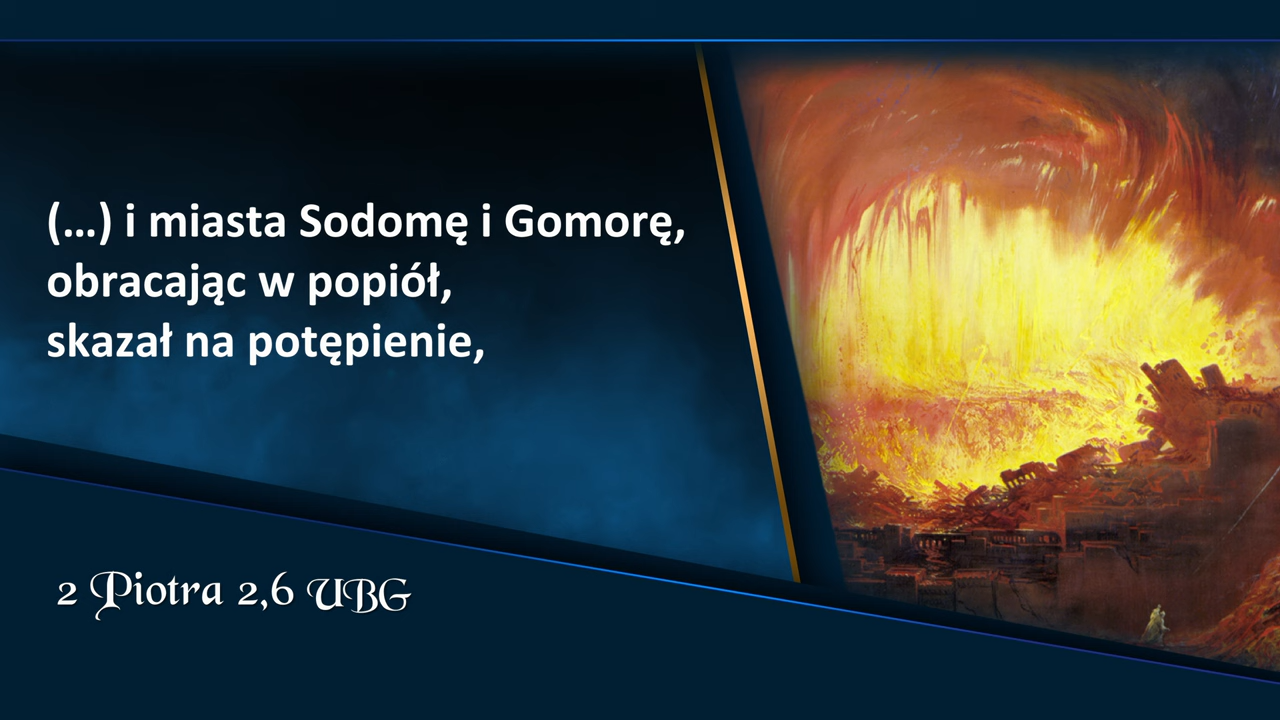 (...) i miasta Sodomę i Gomorę,
obracając w popiół,
skazał na potępienie,
2 Piotra 2,6 UBG